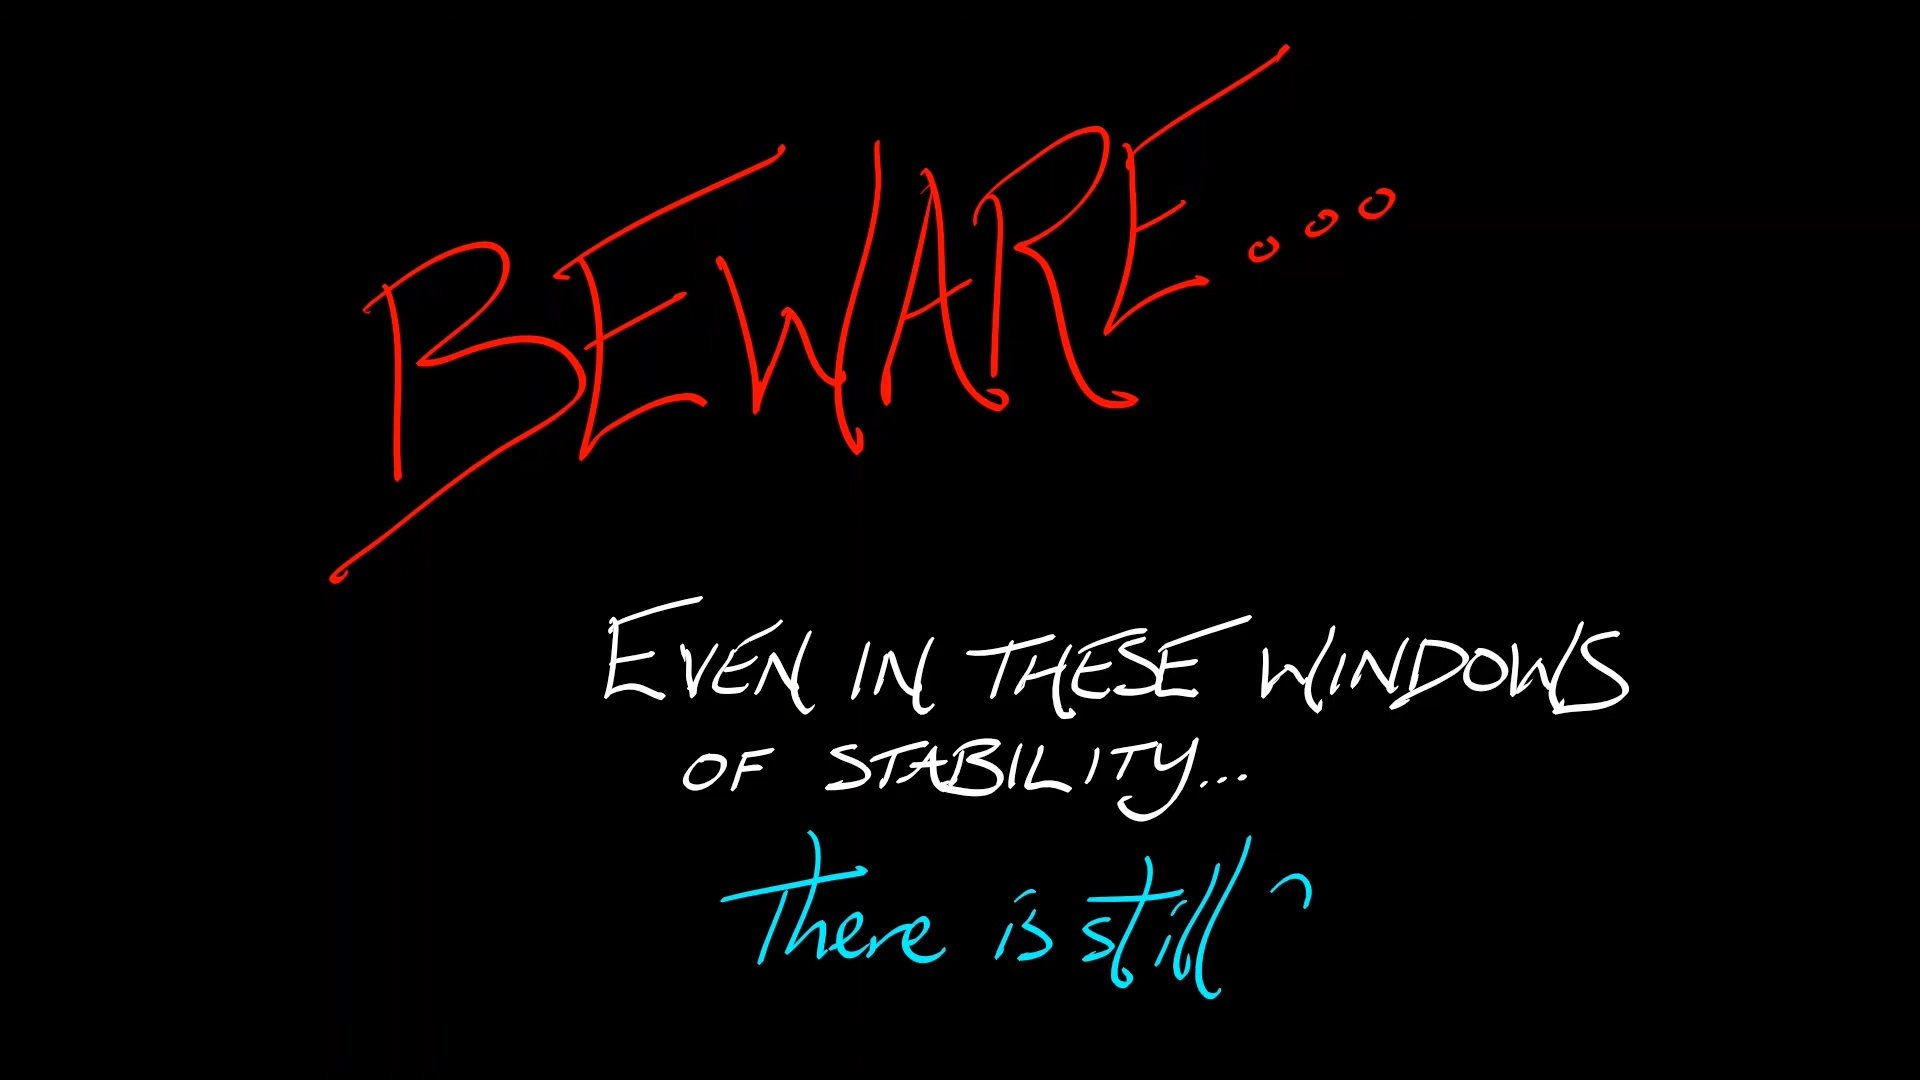 BEWARE...
EVEN IN THESE WINDOWS
OF STABILITY...
There is still